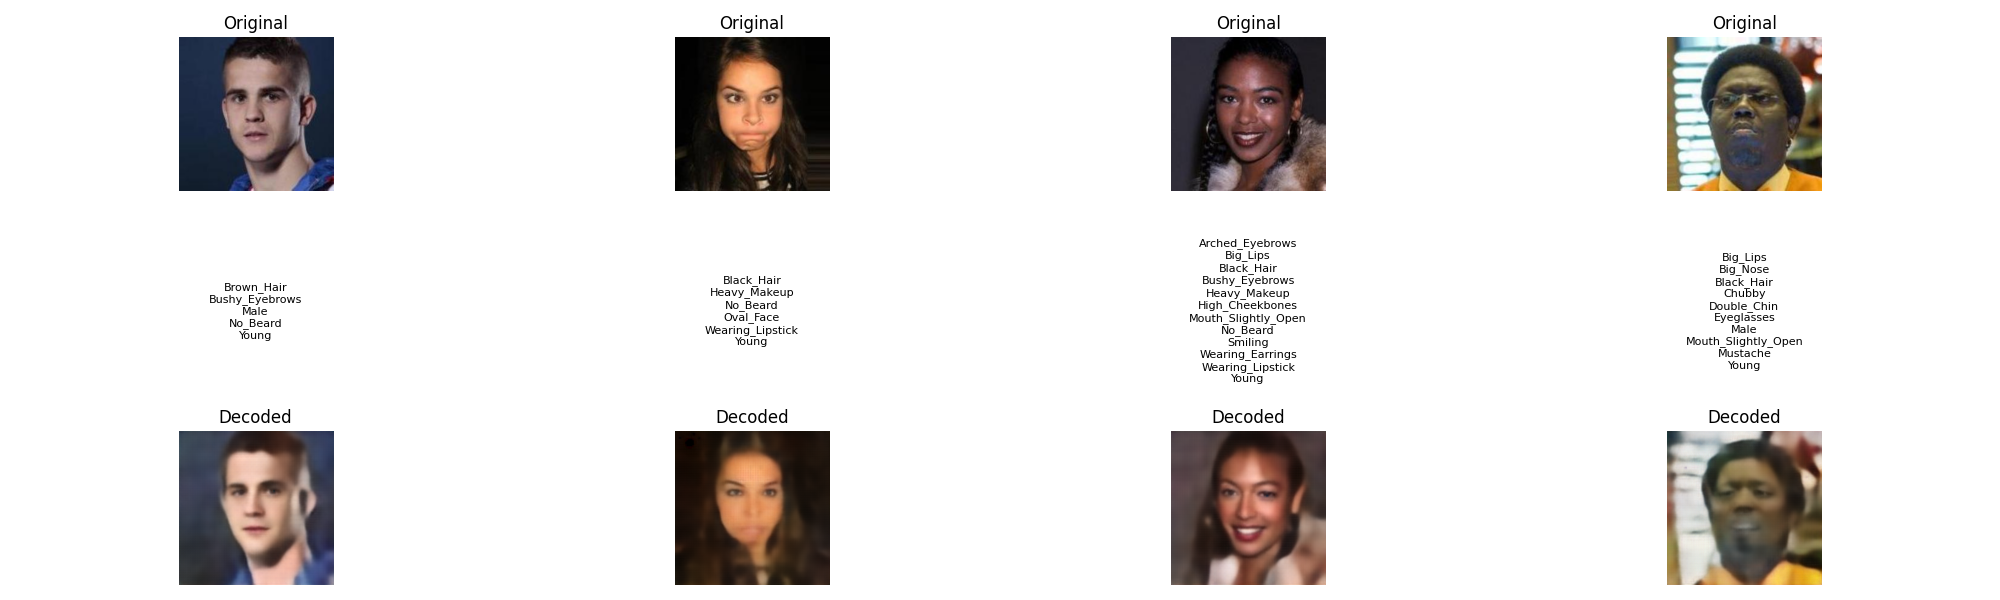 Original
Original
Original
Original
Brown_Hair
Bushy_Eyebrows
Male
No_Beard
Young
Black_Hair
Heavy_Makeup
No_Beard
Oval_Face
Wearing_Lipstick
Young
Arched_Eyebrows
Big_Lips
Black_Hair
Bushy_Eyebrows
Heavy_Makeup
High_Cheekbones
Mouth_Slightly_Open
No_Beard
Smiling
Wearing_Earrings
Wearing_Lipstick
Young
Big_Lips
Big_Nose
Black_Hair
Chubby
Double_Chin
Eyeglasses
Male
Mouth_Slightly_Open
Mustache
Young
Decoded
Decoded
Decoded
Decoded